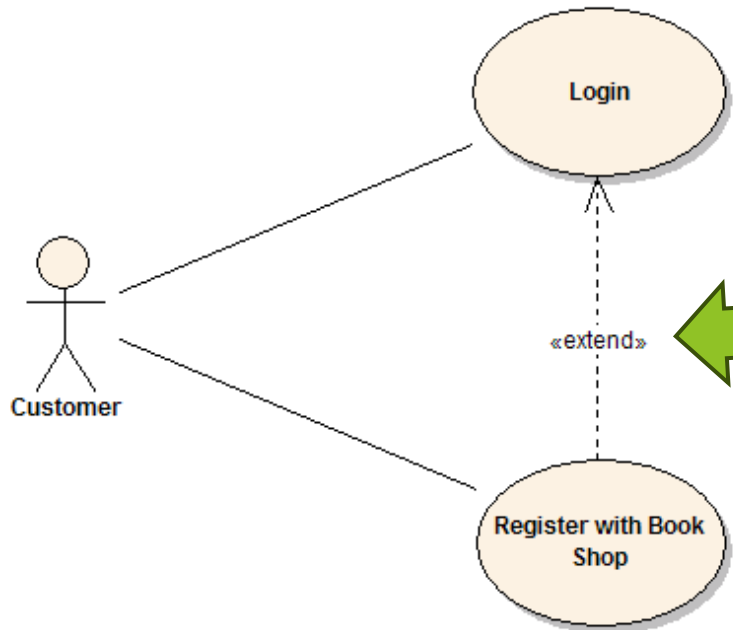 Login
«extend»
Customer
Register with Book
Shop